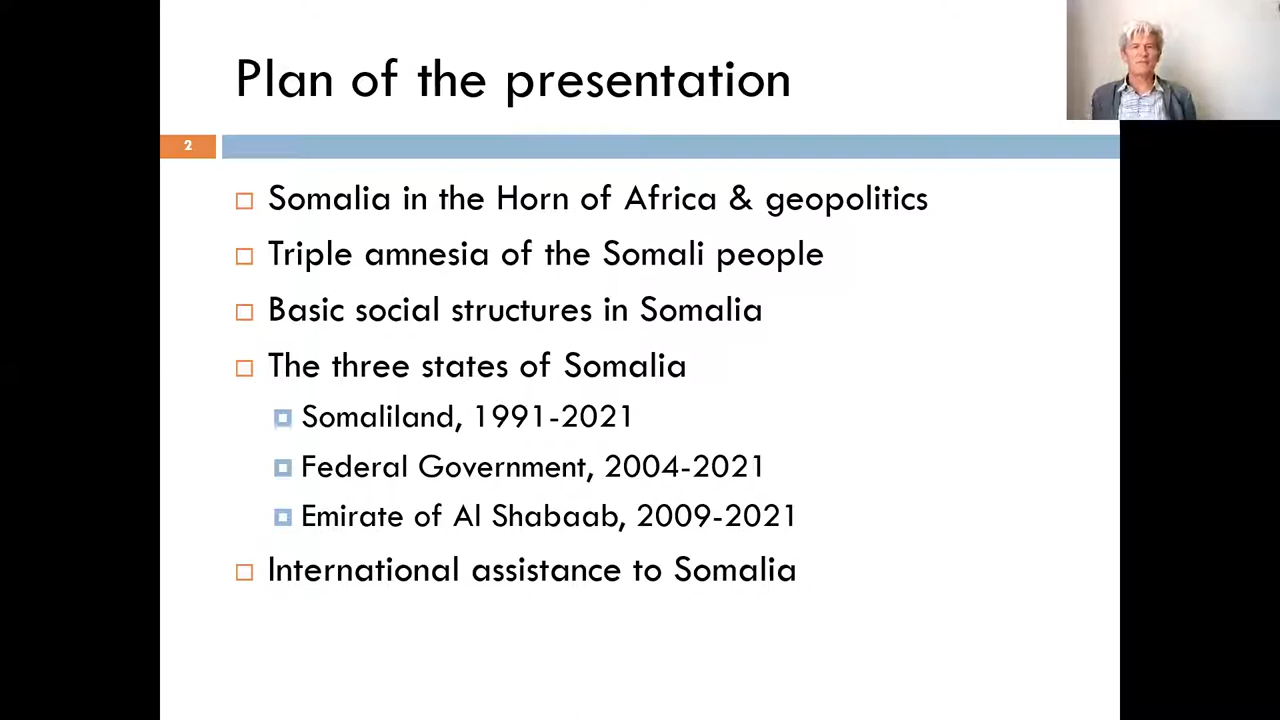 Plan of the presentation
2
Somalia in the Horn of Africa & geopolitics
Triple amnesia of the Somali people
Basic social structures in Somalia
The three states of Somalia
Somaliland, 1991-2021
Federal Government, 2004-2021
Emirate of Al Shabaab, 2009-2021
International assistance to Somalia